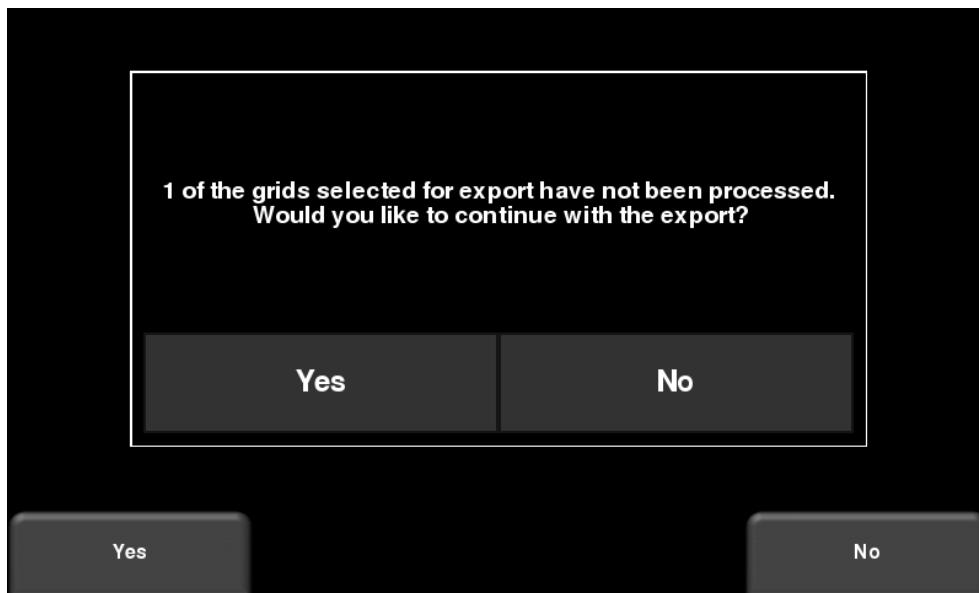 1 of the grids selected for export have not been processed.
Would you like to continue with the export?
Yes
No
Yes
No